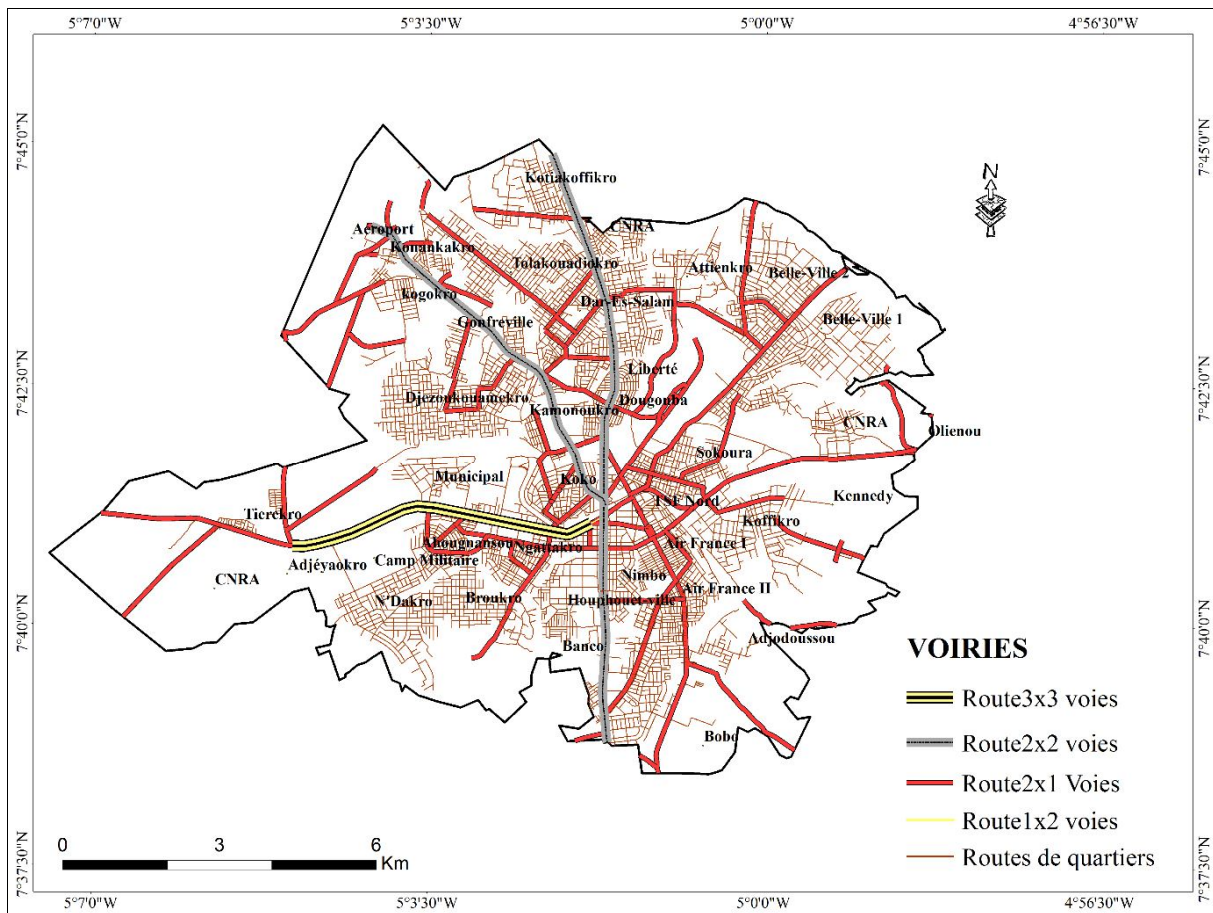 5°7'0"W
5°3'30"W
5°0'0"W
4°56'30"W
7°45'0"N
7°45'0"N
N
Kotiakoffikro
CNRA
Aéroport
Konankakro
Tolakouadiokro
Attienkro
Belle-Ville 2
Kogokro
Dar-Es-Salam
Belle-Ville 1
Gonfréville
Liberté
7°42'30"N
7°42'30"N
Djezoukouamekro
Kamonoukro
Dougouba
CNRA
Olienou
Sokoura
Municipal
Koko
TSF Nord
Kennedy
Tierekro
Koffikro
Ahougnansou
Ngattakro
Air France I
Adjéyaokro
Camp Militaire
CNRA
Nimbo
Air France II
N'Dakro
Broukro
Houphouet-ville
7°40'0"N
7°40'0"N
Adjodoussou
Banco
Bobo
VOIRIES
Route3x3 voies
Route2x2 voies
Route2x1 Voies
Route1x2 voies
Routes de quartiers
0 3 6
Km
7°37'30"N
7°37'30"N
5°7'0"W
5°3'30"W
5°0'0"W
4°56'30"W